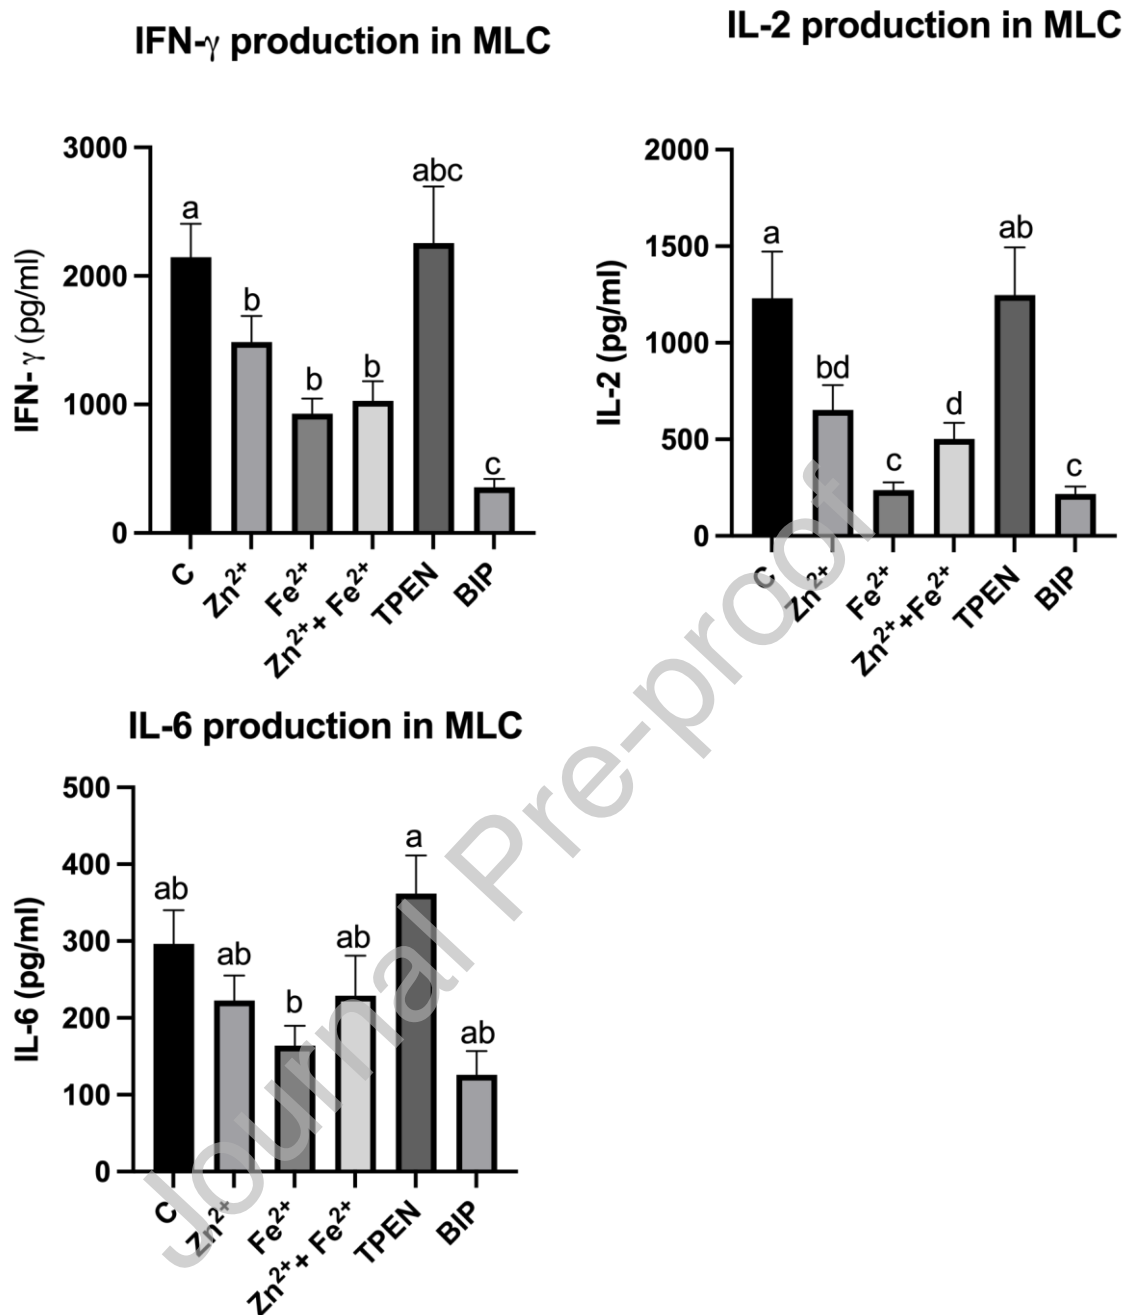 IFN-γ production in MLC
IFN- γ (pg/ml)
3000
2000
1000
0
a
b
b
b
abc
c
C
Zn²⁺
Fe²⁺
Zn²⁺+ Fe²⁺
TPEN
BIP
IL-2 production in MLC
IL-2 (pg/ml)
2000
1500
1000
500
0
a
bd
c
d
ab
c
C
Zn²⁺
Fe²⁺
Zn²⁺+Fe²⁺
TPEN
BIP
IL-6 production in MLC
IL-6 (pg/ml)
500
400
300
200
100
0
ab
ab
b
ab
a
ab
C
Zn²⁺
Fe²⁺
Zn²⁺+ Fe²⁺
TPEN
BIP
Journal Pre-proof